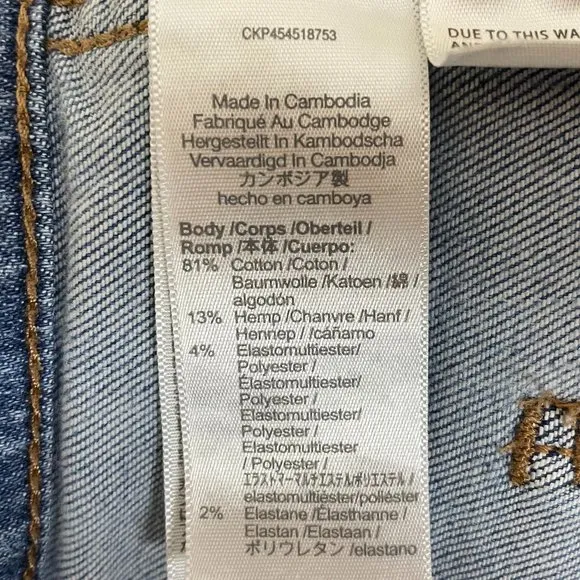 CKP454518753
DUE TO THIS WA
Made In Cambodia
Fabriqué Au Cambodge
Hergestellt In Kambodscha
Vervaardigd In Cambodja
カンボジア製
hecho en camboya
Body /Corps /Oberteil /
Romp /本体 /Cuerpo:
81% Cotton /Coton /
Baumwolle /Katoen /綿 /
algodón
13% Hemp /Chanvre /Hanf /
Hennep / /cáñarno
4% Elastomultiester/
Polyester /
Elastomultiester/
Polyester /
Elastomultiester/
Polyester /
Elastomultiester
/ Polyester /
エラストマーマルチエステル/ポリエステル /
elastomultiéster/poliéster
2% Elastane /Élasthanne /
Elastan /Elastaan /
ポリウレタン /elastano